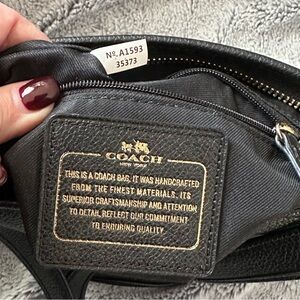 No. A1593
35373
COACH
NEW YORK
THIS IS A COACH BAG. IT WAS HANDCRAFTED
FROM THE FINEST MATERIALS. ITS
SUPERIOR CRAFTSMANSHIP AND ATTENTION
TO DETAIL REFLECT OUR COMMITMENT
TO ENDURING QUALITY.